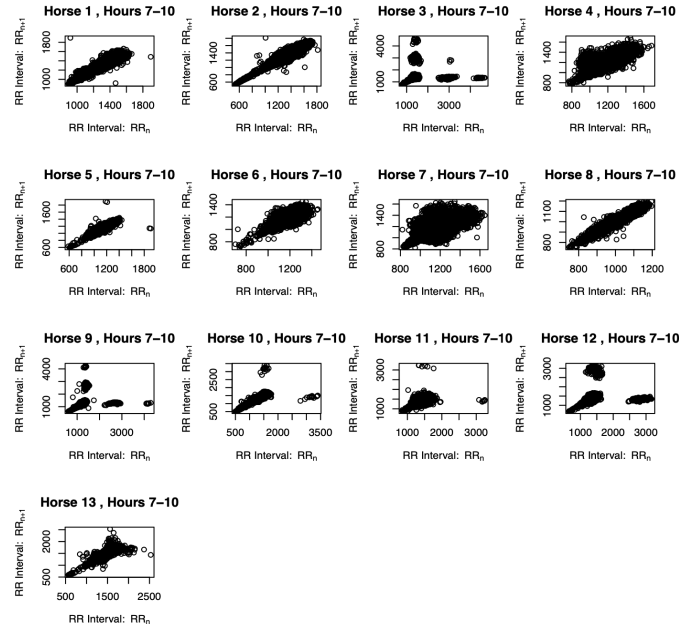 Horse 1 , Hours 7−10
RR Interval: RRn+1
1000 1800
1000 1400 1800
RR Interval: RRn
Horse 2 , Hours 7−10
RR Interval: RRn+1
600 1400
600 1000 1400 1800
RR Interval: RRn
Horse 3 , Hours 7−10
RR Interval: RRn+1
1000 4000
1000 3000
RR Interval: RRn
Horse 4 , Hours 7−10
RR Interval: RRn+1
800 1400
800 1200 1600
RR Interval: RRn
Horse 5 , Hours 7−10
RR Interval: RRn+1
600 1600
600 1000 1400 1800
RR Interval: RRn
Horse 6 , Hours 7−10
RR Interval: RRn+1
800 1400
800 1200
RR Interval: RRn
Horse 7 , Hours 7−10
RR Interval: RRn+1
800 1400
800 1200 1600
RR Interval: RRn
Horse 8 , Hours 7−10
RR Interval: RRn+1
800 1100
800 1000 1200
RR Interval: RRn
Horse 9 , Hours 7−10
RR Interval: RRn+1
1000 4000
1000 3000
RR Interval: RRn
Horse 10 , Hours 7−10
RR Interval: RRn+1
500 2500
500 1500 2500 3500
RR Interval: RRn
Horse 11 , Hours 7−10
RR Interval: RRn+1
1000 3000
1000 2000 3000
RR Interval: RRn
Horse 12 , Hours 7−10
RR Interval: RRn+1
1000 3000
1000 2000 3000
RR Interval: RRn
Horse 13 , Hours 7−10
RR Interval: RRn+1
500 2000
500 1500 2500
RR Interval: RRn